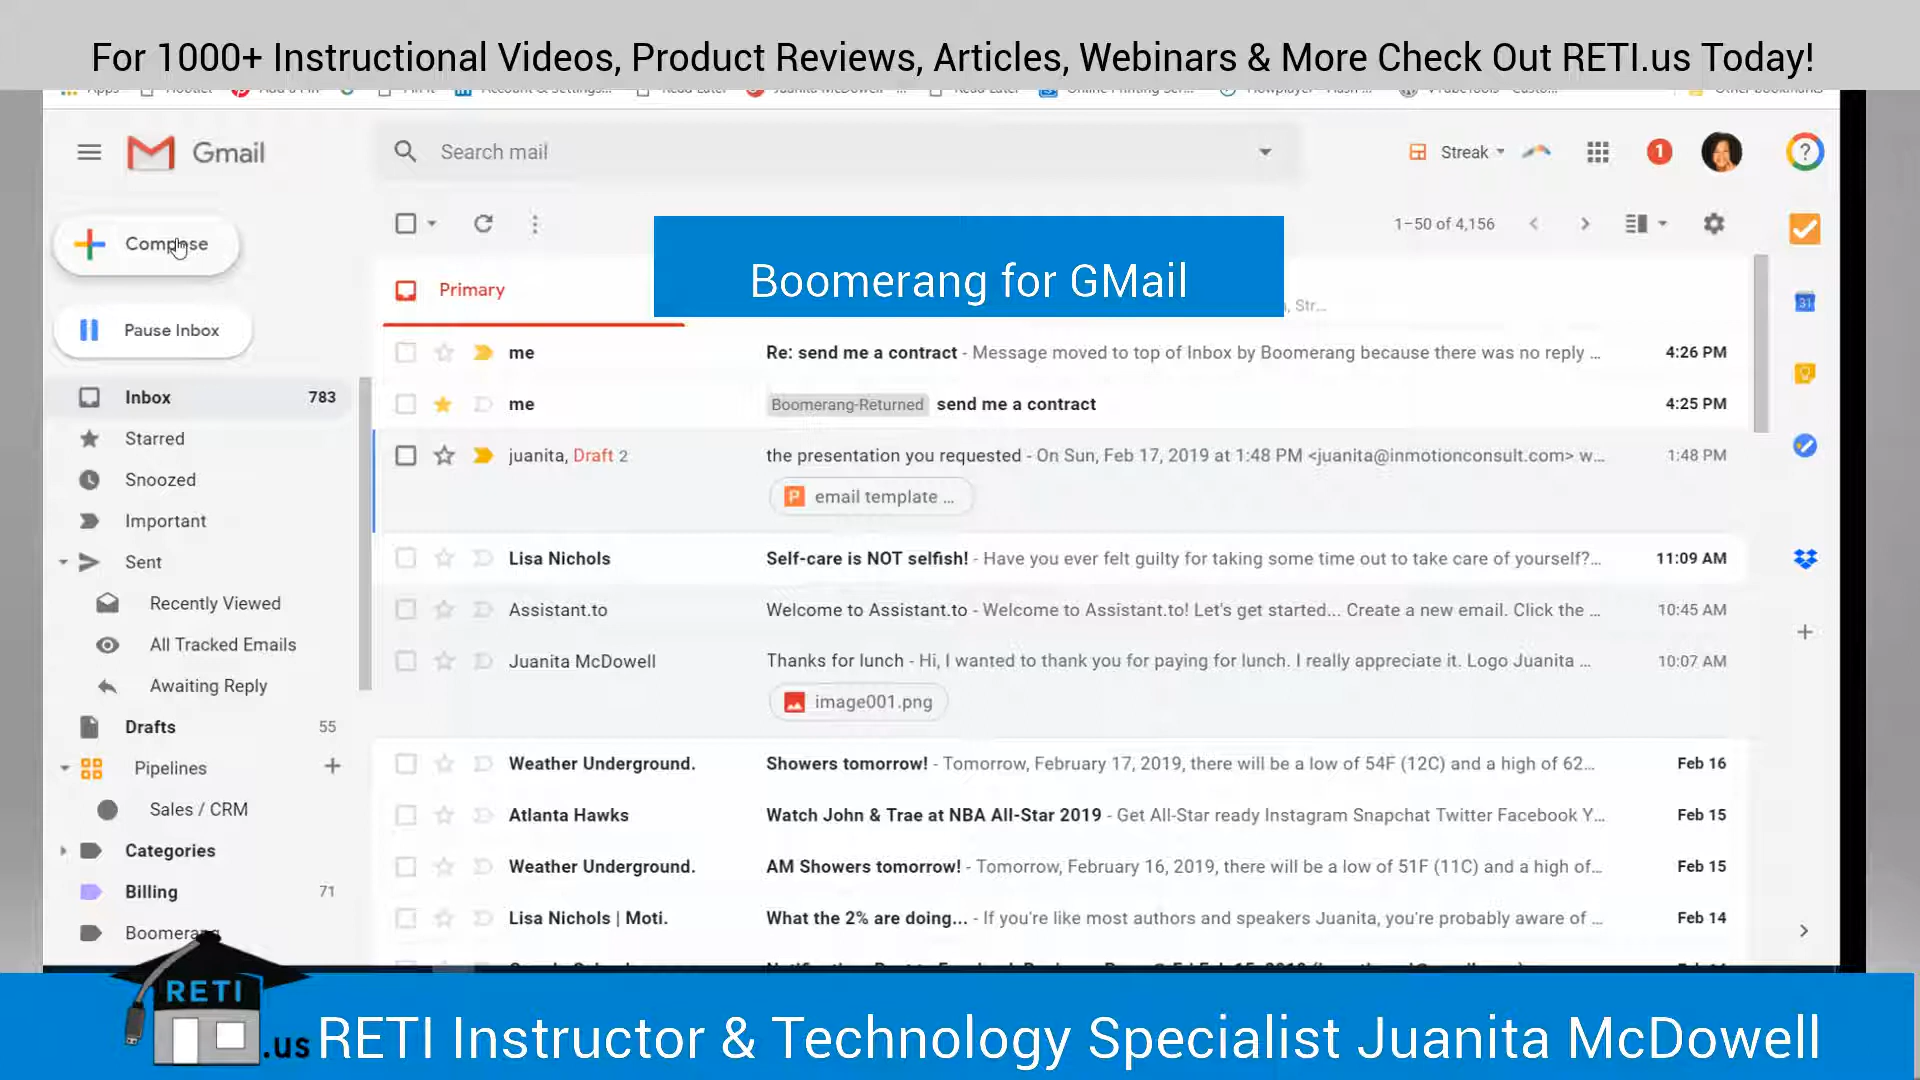 For 1000+ Instructional Videos, Product Reviews, Articles, Webinars & More Check Out RETI.us Today!
Gmail
Search mail
Streak
1
?
Compose
1–50 of 4,156
Boomerang for GMail
31
Primary
, Str...
Pause Inbox
me
Re: send me a contract - Message moved to top of Inbox by Boomerang because there was no reply ...
4:26 PM
Inbox
783
me
Boomerang-Returned send me a contract
4:25 PM
Starred
juanita, Draft 2
the presentation you requested - On Sun, Feb 17, 2019 at 1:48 PM <juanita@inmotionconsult.com> w...
1:48 PM
Snoozed
P email template ...
Important
Sent
Lisa Nichols
Self-care is NOT selfish! - Have you ever felt guilty for taking some time out to take care of yourself?...
11:09 AM
Recently Viewed
Assistant.to
Welcome to Assistant.to - Welcome to Assistant.to! Let's get started... Create a new email. Click the ...
10:45 AM
All Tracked Emails
Juanita McDowell
Thanks for lunch - Hi, I wanted to thank you for paying for lunch. I really appreciate it. Logo Juanita ...
10:07 AM
Awaiting Reply
image001.png
Drafts
55
Pipelines
Weather Underground.
Showers tomorrow! - Tomorrow, February 17, 2019, there will be a low of 54F (12C) and a high of 62...
Feb 16
Sales / CRM
Atlanta Hawks
Watch John & Trae at NBA All-Star 2019 - Get All-Star ready Instagram Snapchat Twitter Facebook Y...
Feb 15
Categories
Weather Underground.
AM Showers tomorrow! - Tomorrow, February 16, 2019, there will be a low of 51F (11C) and a high of...
Feb 15
Billing
71
Lisa Nichols | Moti.
What the 2% are doing... - If you're like most authors and speakers Juanita, you're probably aware of ...
Feb 14
Boomerang
RETI
.us
RETI Instructor & Technology Specialist Juanita McDowell